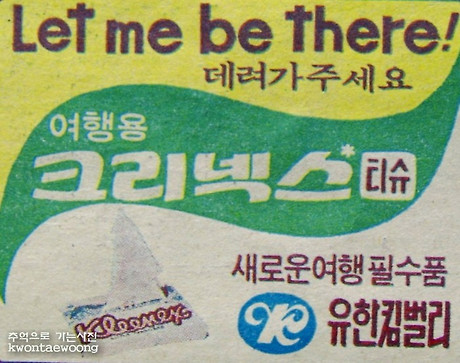 Let me be there!
데려가주세요
여행용
크리넥스* 티슈
새로운여행필수품
Kleenex
유한킴벌리
추억으로 가는사진
kwontaewoong